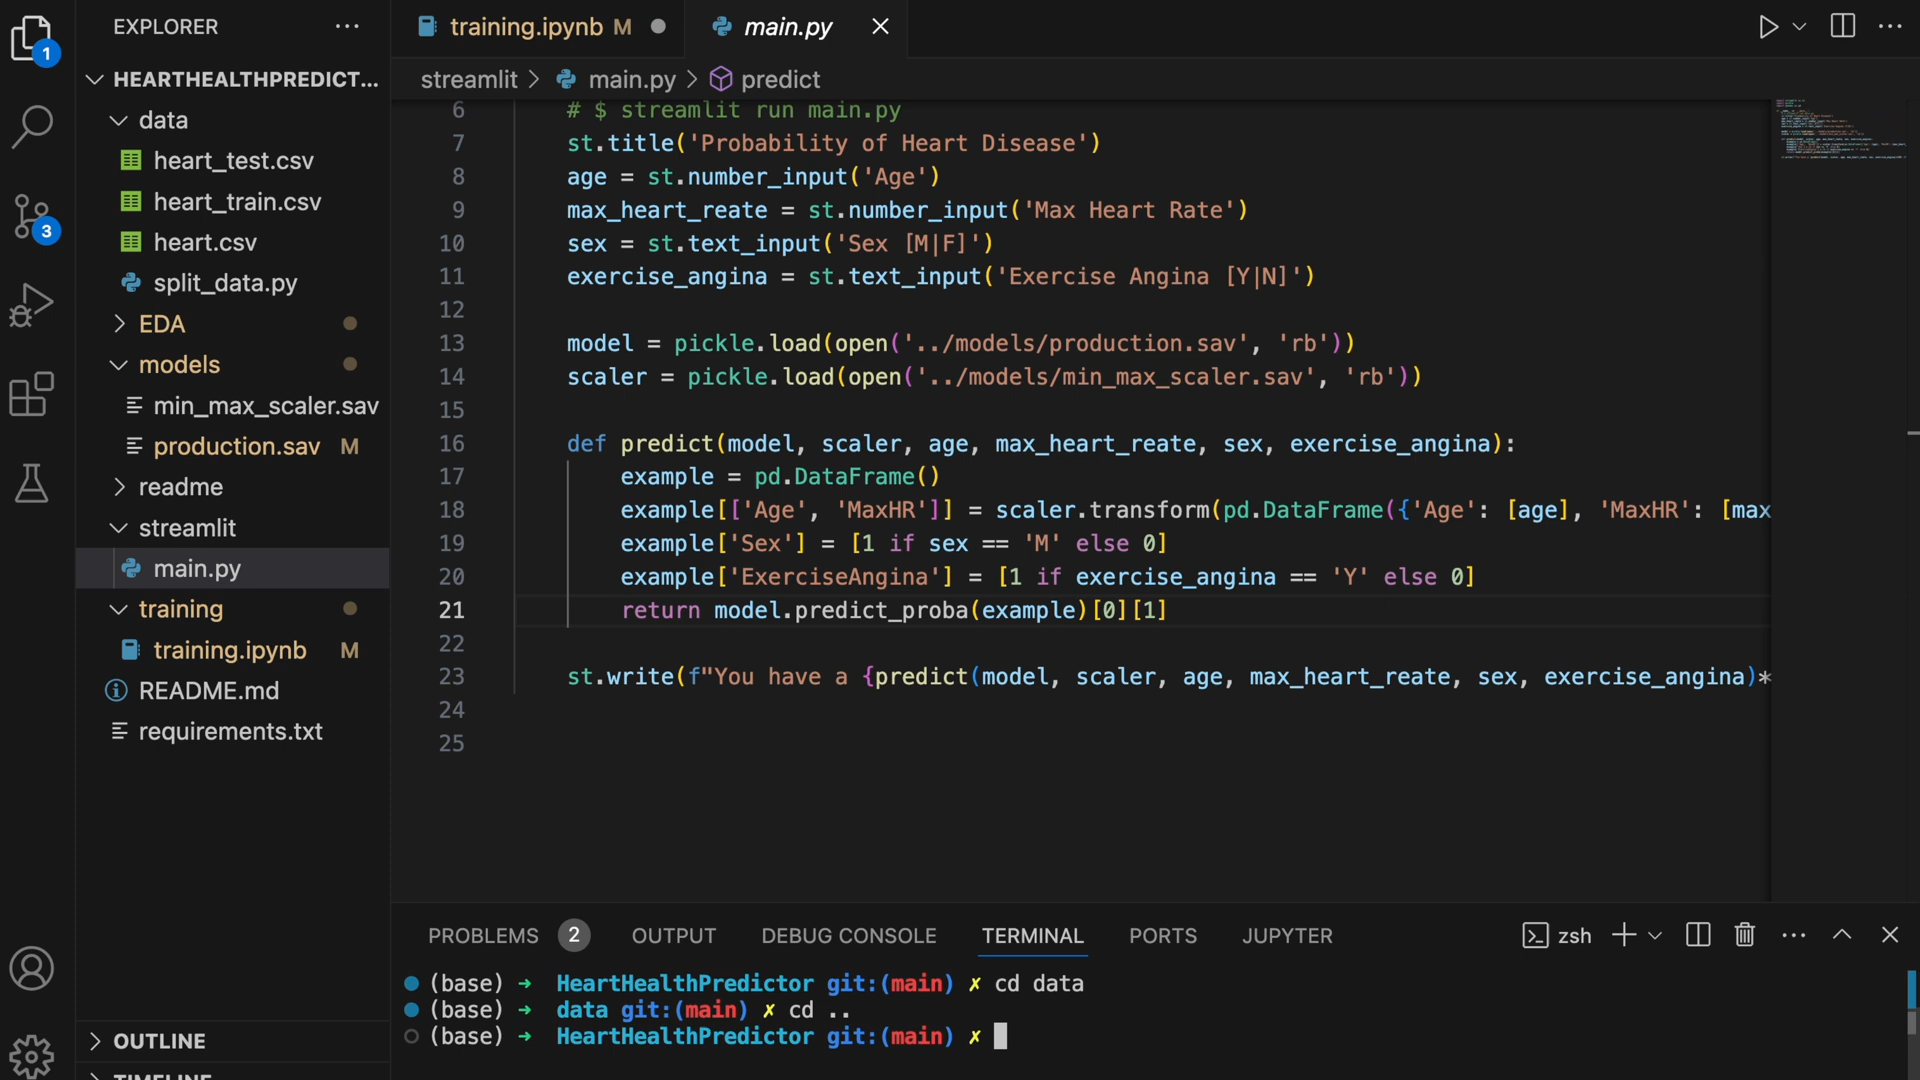 EXPLORER
HEARTHEALTHPREDICT...
data
heart_test.csv
heart_train.csv
heart.csv
split_data.py
EDA
models
min_max_scaler.sav
production.sav M
readme
streamlit
main.py
training
training.ipynb M
README.md
requirements.txt
OUTLINE
TIMELINE
1
3
training.ipynb M
main.py
streamlit > main.py > predict
6 # $ streamlit run main.py
7 st.title('Probability of Heart Disease')
8 age = st.number_input('Age')
9 max_heart_reate = st.number_input('Max Heart Rate')
10 sex = st.text_input('Sex [M|F]')
11 exercise_angina = st.text_input('Exercise Angina [Y|N]')
12
13 model = pickle.load(open('../models/production.sav', 'rb'))
14 scaler = pickle.load(open('../models/min_max_scaler.sav', 'rb'))
15
16 def predict(model, scaler, age, max_heart_reate, sex, exercise_angina):
17 example = pd.DataFrame()
18 example[['Age', 'MaxHR']] = scaler.transform(pd.DataFrame({'Age': [age], 'MaxHR': [max
19 example['Sex'] = [1 if sex == 'M' else 0]
20 example['ExerciseAngina'] = [1 if exercise_angina == 'Y' else 0]
21 return model.predict_proba(example)[0][1]
22
23 st.write(f"You have a {predict(model, scaler, age, max_heart_reate, sex, exercise_angina)*
24
25
PROBLEMS 2 OUTPUT DEBUG CONSOLE TERMINAL PORTS JUPYTER zsh
(base) ➜ HeartHealthPredictor git:(main) ✗ cd data
(base) ➜ data git:(main) ✗ cd ..
(base) ➜ HeartHealthPredictor git:(main) ✗